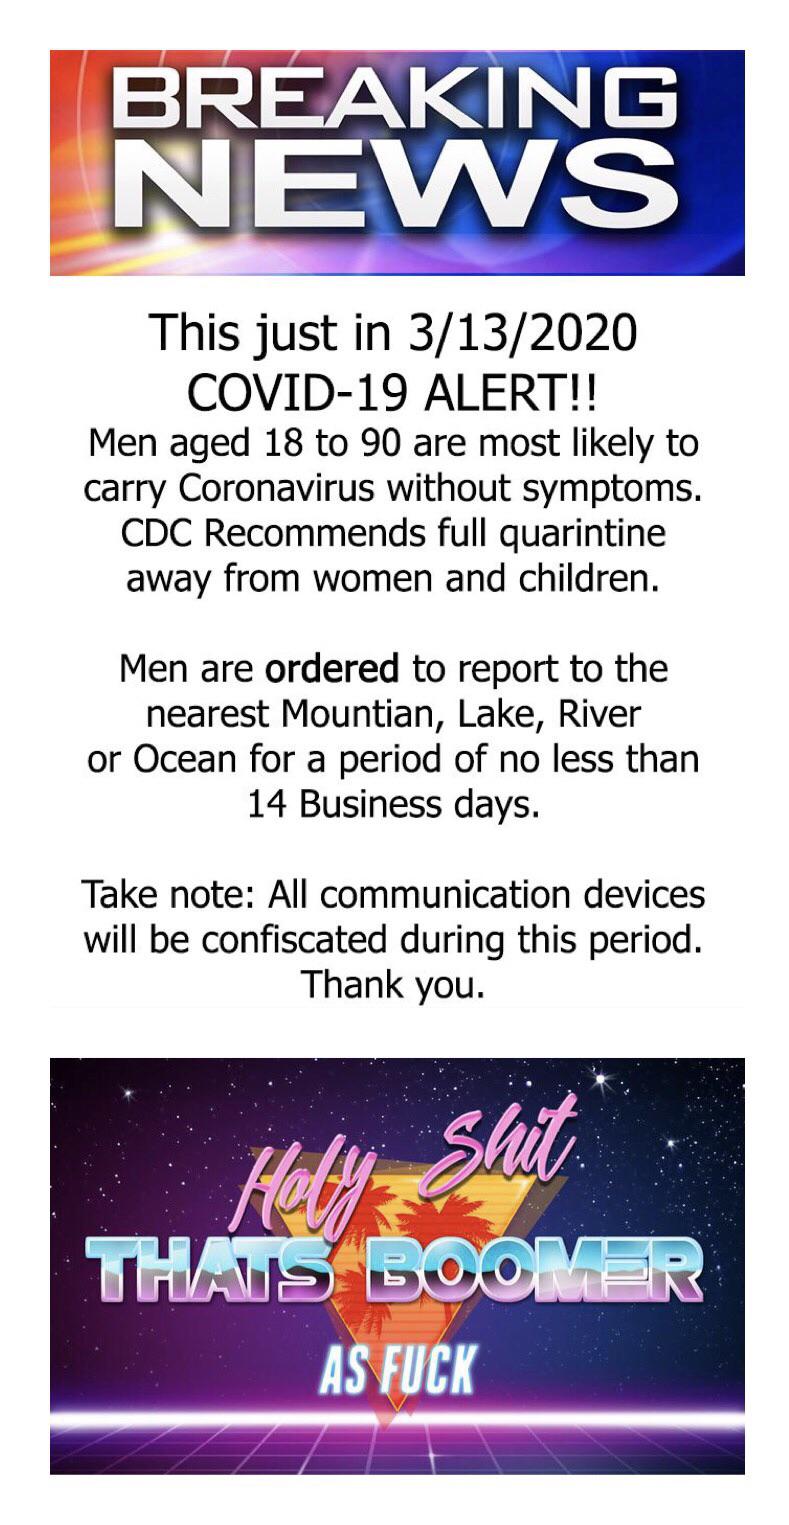 BREAKING
NEWS
This just in 3/13/2020
COVID-19 ALERT!!
Men aged 18 to 90 are most likely to
carry Coronavirus without symptoms.
CDC Recommends full quarintine
away from women and children.
Men are ordered to report to the
nearest Mountian, Lake, River
or Ocean for a period of no less than
14 Business days.
Take note: All communication devices
will be confiscated during this period.
Thank you.
Holy Shit
THATS BOOMER
AS FUCK